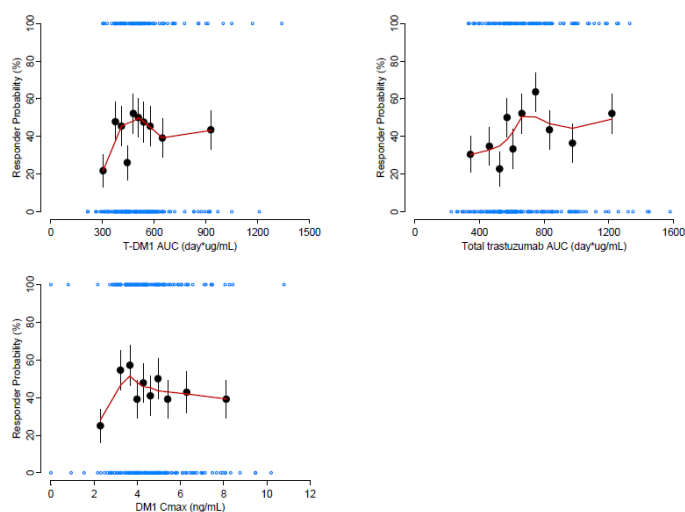 100
80
60
40
20
0
Responder Probability (%)
300 600 900 1200 1500
T-DM1 AUC (day*ug/mL)
100
80
60
40
20
0
Responder Probability (%)
0 400 800 1200 1600
Total trastuzumab AUC (day*ug/mL)
100
80
60
40
20
0
Responder Probability (%)
0 2 4 6 8 10 12
DM1 Cmax (ng/mL)